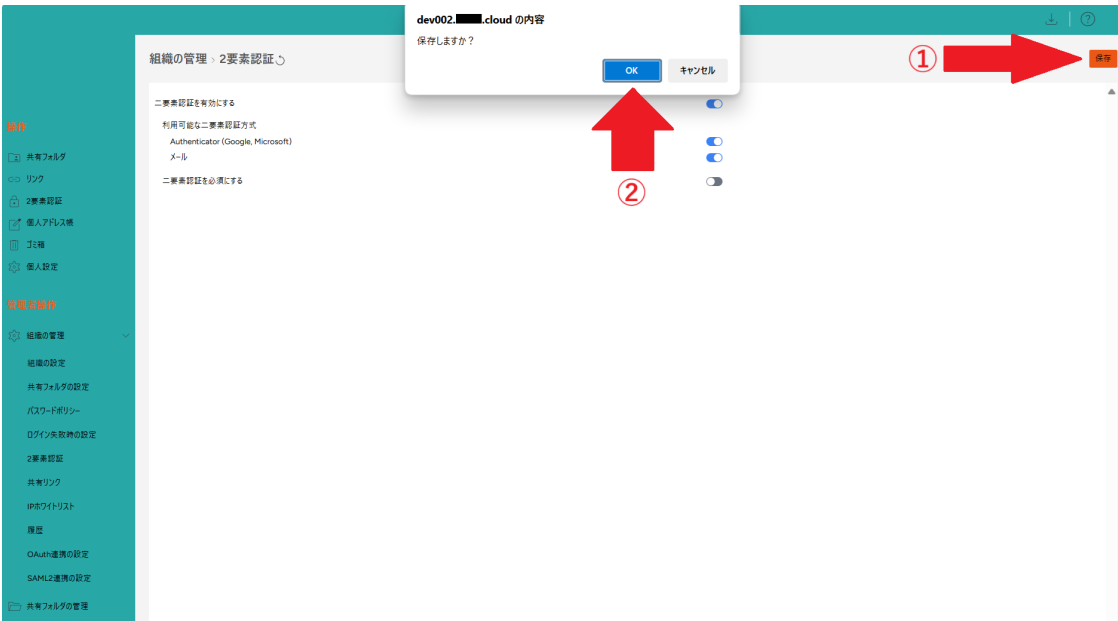 dev002.
.cloud の内容
保存しますか？
OK
キャンセル
①
保存
②
組織の管理 › 2要素認証
二要素認証を有効にする
利用可能な二要素認証方式
Authenticator (Google, Microsoft)
メール
二要素認証を必須にする
操作
共有フォルダ
リンク
2要素認証
個人アドレス帳
ゴミ箱
個人設定
管理者操作
組織の管理
組織の設定
共有フォルダの設定
パスワードポリシー
ログイン失敗時の設定
2要素認証
共有リンク
IPホワイトリスト
履歴
OAuth連携の設定
SAML2連携の設定
共有フォルダの管理